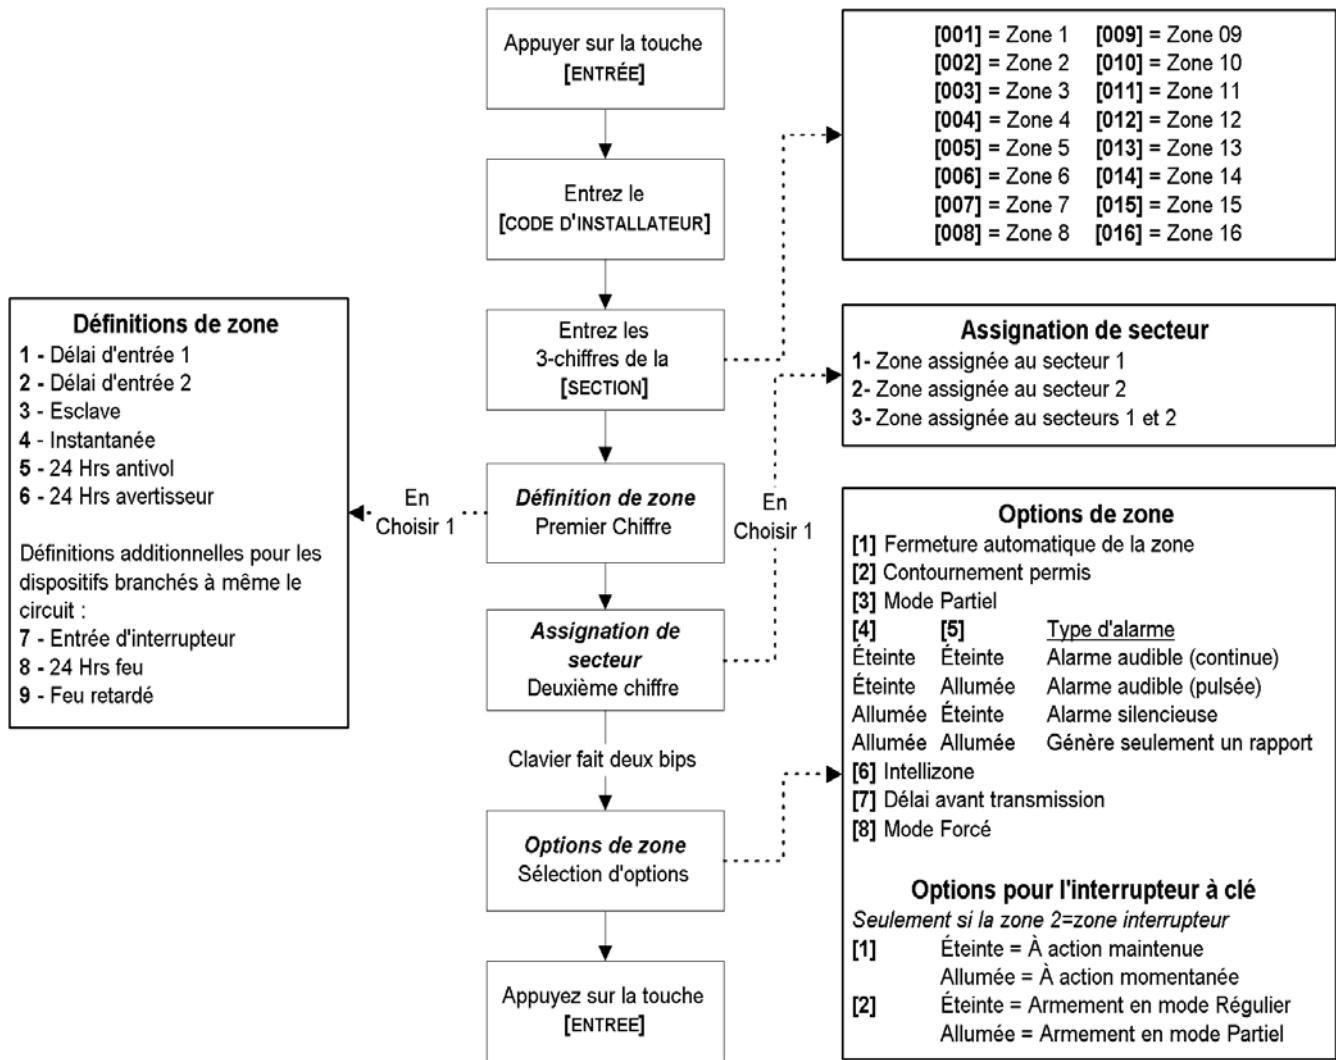 Appuyer sur la touche
[ENTRÉE]
Entrez le
[CODE D'INSTALLATEUR]
Entrez les
3-chiffres de la
[SECTION]
Définition de zone
Premier Chiffre
Assignation de
secteur
Deuxième chiffre
Clavier fait deux bips
Options de zone
Sélection d'options
Appuyez sur la touche
[ENTREE]
En
Choisir 1
Définitions de zone
1 - Délai d'entrée 1
2 - Délai d'entrée 2
3 - Esclave
4 - Instantanée
5 - 24 Hrs antivol
6 - 24 Hrs avertisseur
Définitions additionnelles pour les
dispositifs branchés à même le
circuit :
7 - Entrée d'interrupteur
8 - 24 Hrs feu
9 - Feu retardé
En
Choisir 1
[001] = Zone 1 [009] = Zone 09
[002] = Zone 2 [010] = Zone 10
[003] = Zone 3 [011] = Zone 11
[004] = Zone 4 [012] = Zone 12
[005] = Zone 5 [013] = Zone 13
[006] = Zone 6 [014] = Zone 14
[007] = Zone 7 [015] = Zone 15
[008] = Zone 8 [016] = Zone 16
Assignation de secteur
1- Zone assignée au secteur 1
2- Zone assignée au secteur 2
3- Zone assignée au secteurs 1 et 2
Options de zone
[1] Fermeture automatique de la zone
[2] Contournement permis
[3] Mode Partiel
[4] [5] Type d'alarme
Éteinte Éteinte Alarme audible (continue)
Éteinte Allumée Alarme audible (pulsée)
Allumée Éteinte Alarme silencieuse
Allumée Allumée Génère seulement un rapport
[6] Intellizone
[7] Délai avant transmission
[8] Mode Forcé
Options pour l'interrupteur à clé
Seulement si la zone 2=zone interrupteur
[1] Éteinte = À action maintenue
Allumée = À action momentanée
[2] Éteinte = Armement en mode Régulier
Allumée = Armement en mode Partiel